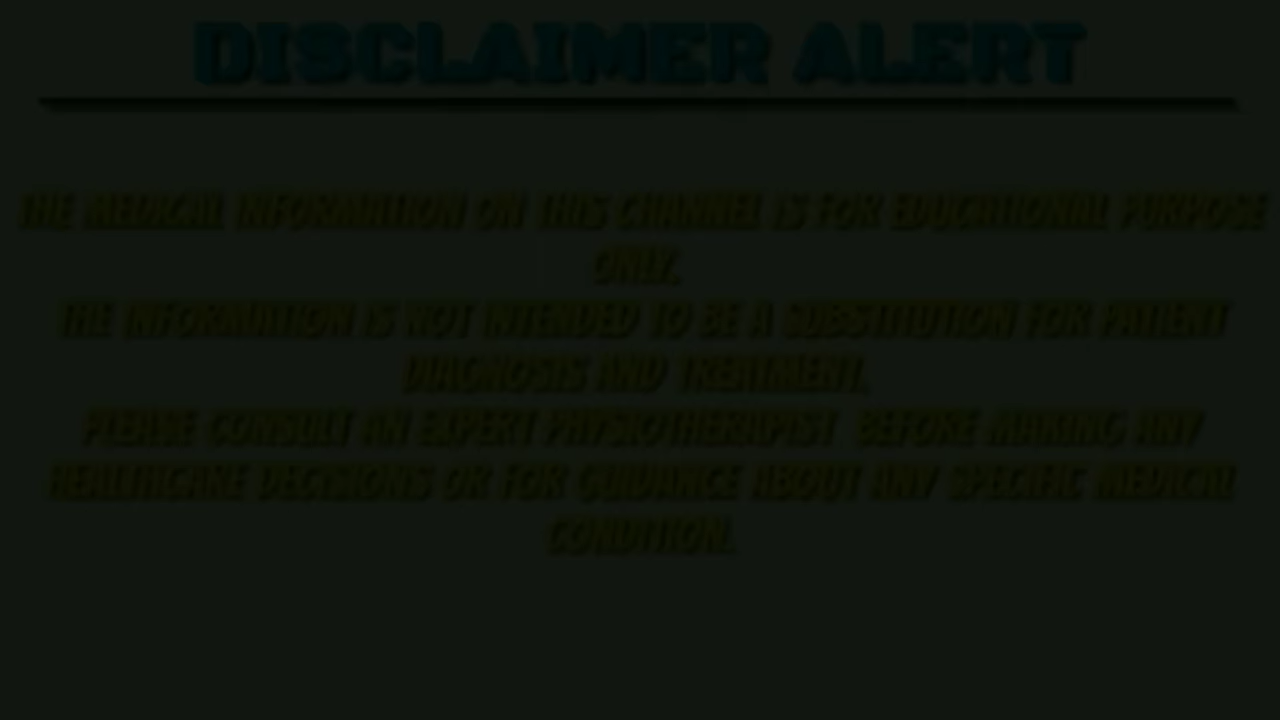 DISCLAIMER ALERT
THE MEDICAL INFORMATION ON THIS CHANNEL IS FOR EDUCATIONAL PURPOSE
ONLY.
THE INFORMATION IS NOT INTENDED TO BE A SUBSTITUTION FOR PATIENT
DIAGNOSIS AND TREATMENT.
PLEASE CONSULT AN EXPERT PHYSIOTHERAPIST BEFORE MAKING ANY
HEALTHCARE DECISIONS OR FOR GUIDANCE ABOUT ANY SPECIFIC MEDICAL
CONDITION.